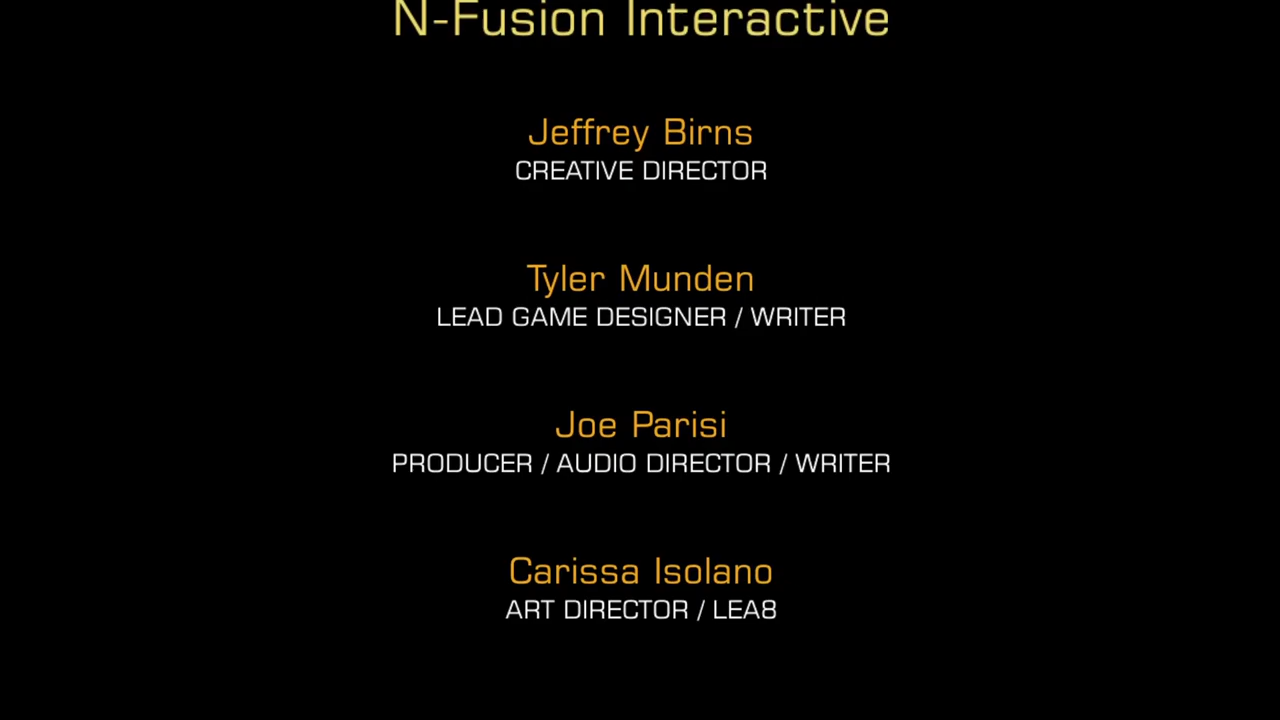 N-Fusion Interactive
Jeffrey Birns
CREATIVE DIRECTOR
Tyler Munden
LEAD GAME DESIGNER / WRITER
Joe Parisi
PRODUCER / AUDIO DIRECTOR / WRITER
Carissa Isolano
ART DIRECTOR / LEA8